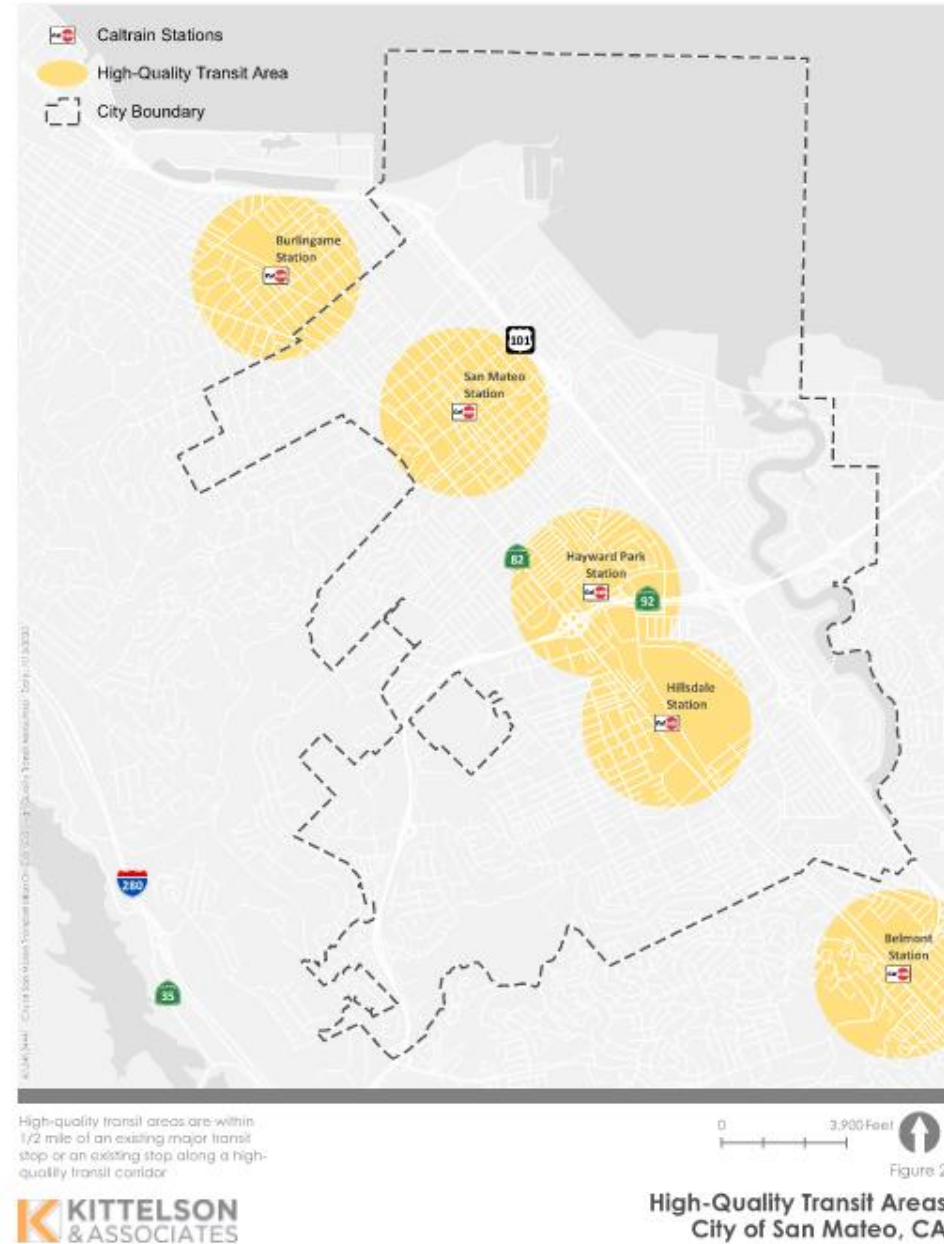 Caltrain Stations
High-Quality Transit Area
City Boundary
Burlingame
Station
101
San Mateo
Station
82
Hayward Park
Station
92
Hillsdale
Station
280
Belmont
Station
35
High-quality transit areas are within
1/2 mile of an existing major transit
stop or an existing stop along a high-
quality transit corridor
0
3,900 Feet
Figure 2
KITTELSON
& ASSOCIATES
High-Quality Transit Areas
City of San Mateo, CA